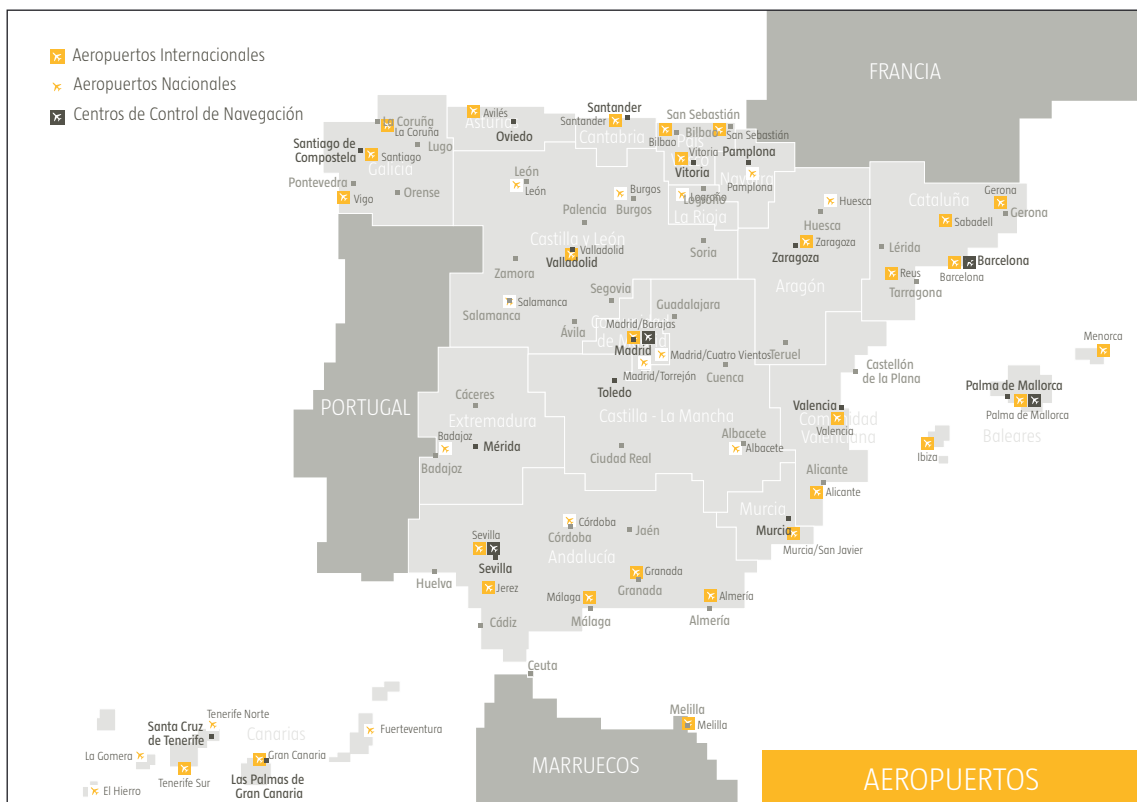 Aeropuertos Internacionales
Aeropuertos Nacionales
Centros de Control de Navegación
FRANCIA
La Coruña
La Coruña
Avilés
Asturias
Oviedo
Santander
Santander
Cantabria
San Sebastián
San Sebastián
Bilbao
Bilbao
País
Vasco
Vitoria
Vitoria
Pamplona
Navarra
Pamplona
Santiago de
Compostela
Lugo
Santiago
Galicia
Pontevedra
Orense
Vigo
León
León
Burgos
Burgos
Palencia
Logroño
Logroño
La Rioja
Huesca
Huesca
Cataluña
Gerona
Gerona
Sabadell
Castilla y León
Valladolid
Valladolid
Soria
Zaragoza
Zaragoza
Lérida
Barcelona
Barcelona
Reus
Tarragona
Aragón
Zamora
Salamanca
Salamanca
Segovia
Ávila
Guadalajara
Madrid/Barajas
Comunidad
de Madrid
Madrid
Madrid/Cuatro Vientos
Madrid/Torrejón
Teruel
Cuenca
Castellón
de la Plana
Menorca
Palma de Mallorca
Palma de Mallorca
Baleares
Ibiza
PORTUGAL
Cáceres
Extremadura
Badajoz
Badajoz
Mérida
Toledo
Castilla - La Mancha
Ciudad Real
Albacete
Albacete
Valencia
Valencia
Comunidad
Valenciana
Alicante
Alicante
Murcia
Murcia
Murcia/San Javier
Córdoba
Córdoba
Jaén
Andalucía
Sevilla
Sevilla
Huelva
Jerez
Granada
Granada
Málaga
Málaga
Almería
Almería
Cádiz
Ceuta
Melilla
Melilla
MARRUECOS
Tenerife Norte
Santa Cruz
de Tenerife
Canarias
Fuerteventura
La Gomera
Tenerife Sur
Gran Canaria
Las Palmas de
Gran Canaria
El Hierro
AEROPUERTOS